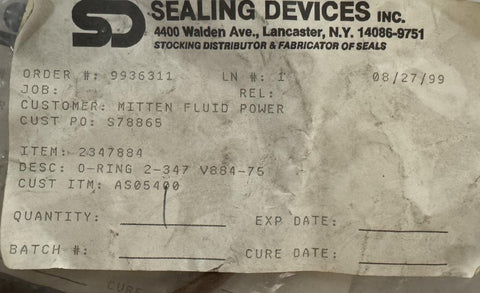 SD SEALING DEVICES INC.
4400 Walden Ave., Lancaster, N.Y. 14086-9751
STOCKING DISTRIBUTOR & FABRICATOR OF SEALS
ORDER #: 9936311 LN #: 1 08/27/99
JOB: REL:
CUSTOMER: MITTEN FLUID POWER
CUST PO: S78865
ITEM: 2347884
DESC: O-RING 2-347 V884-75
CUST ITM: AS05400
QUANTITY: EXP DATE:
BATCH #: CURE DATE: